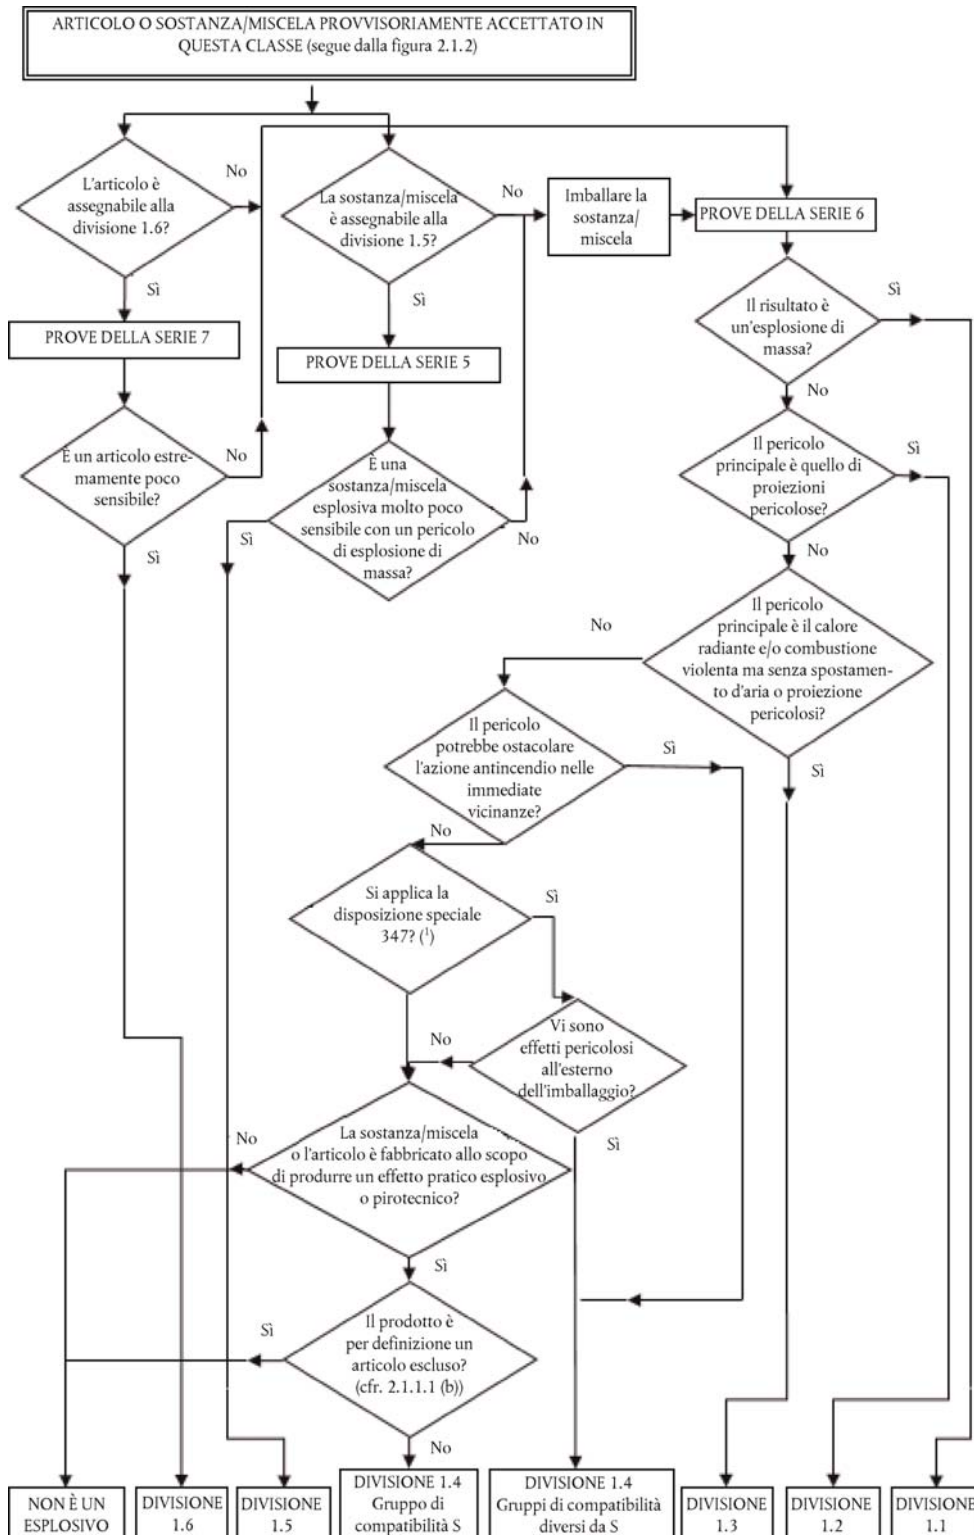 ARTICOLO O SOSTANZA/MISCELA PROVVISORIAMENTE ACCETTATO IN
QUESTA CLASSE (segue dalla figura 2.1.2)
L'articolo è
assegnabile alla
divisione 1.6?
No
La sostanza/miscela
è assegnabile alla
divisione 1.5?
No
Imballare la
sostanza/
miscela
PROVE DELLA SERIE 6
Sì
Sì
Il risultato è
un'esplosione di
massa?
Sì
No
PROVE DELLA SERIE 7
PROVE DELLA SERIE 5
È un articolo estre-
mamente poco
sensibile?
No
Sì
È una
sostanza/miscela
esplosiva molto poco
sensibile con un pericolo
di esplosione di
massa?
Sì
No
Il pericolo
principale è quello di
proiezioni
pericolose?
Sì
No
Il pericolo
principale è il calore
radiante e/o combustione
violenta ma senza spostamen-
to d'aria o proiezione
pericolosi?
No
Sì
Il pericolo
potrebbe ostacolare
l'azione antincendio nelle
immediate
vicinanze?
Sì
No
Si applica la
disposizione speciale
347? (¹)
Sì
Vi sono
effetti pericolosi
all'esterno
dell'imballaggio?
No
Sì
La sostanza/miscela
o l'articolo è fabbricato allo scopo
di produrre un effetto pratico esplosivo
o pirotecnico?
No
Sì
Il prodotto è
per definizione un
articolo escluso?
(cfr. 2.1.1.1 (b))
Sì
No
NON È UN
ESPLOSIVO
DIVISIONE
1.6
DIVISIONE
1.5
DIVISIONE 1.4
Gruppo di
compatibilità S
DIVISIONE 1.4
Gruppi di compatibilità
diversi da S
DIVISIONE
1.3
DIVISIONE
1.2
DIVISIONE
1.1